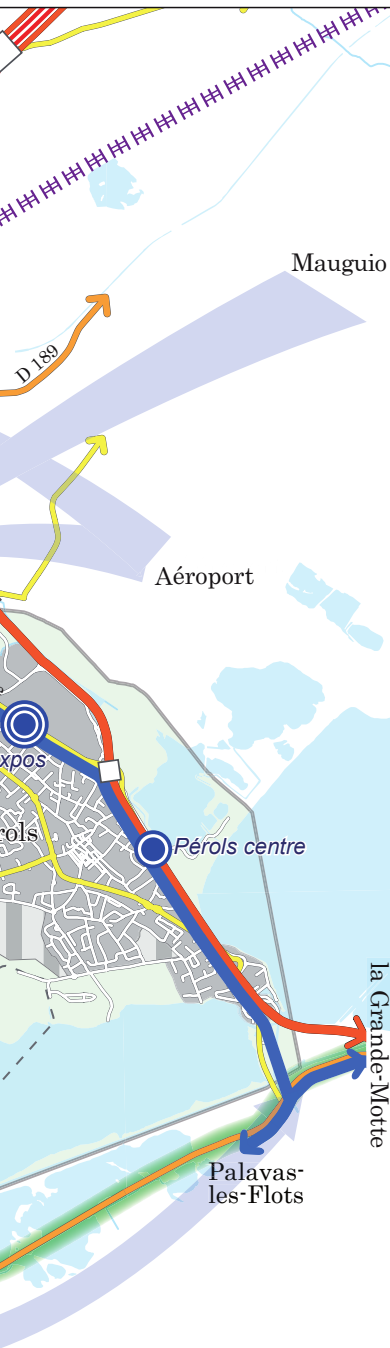 Mauguio
D 189
Aéroport
xpos
rols
Pérols centre
la Grande-Motte
Palavas-
les-Flots